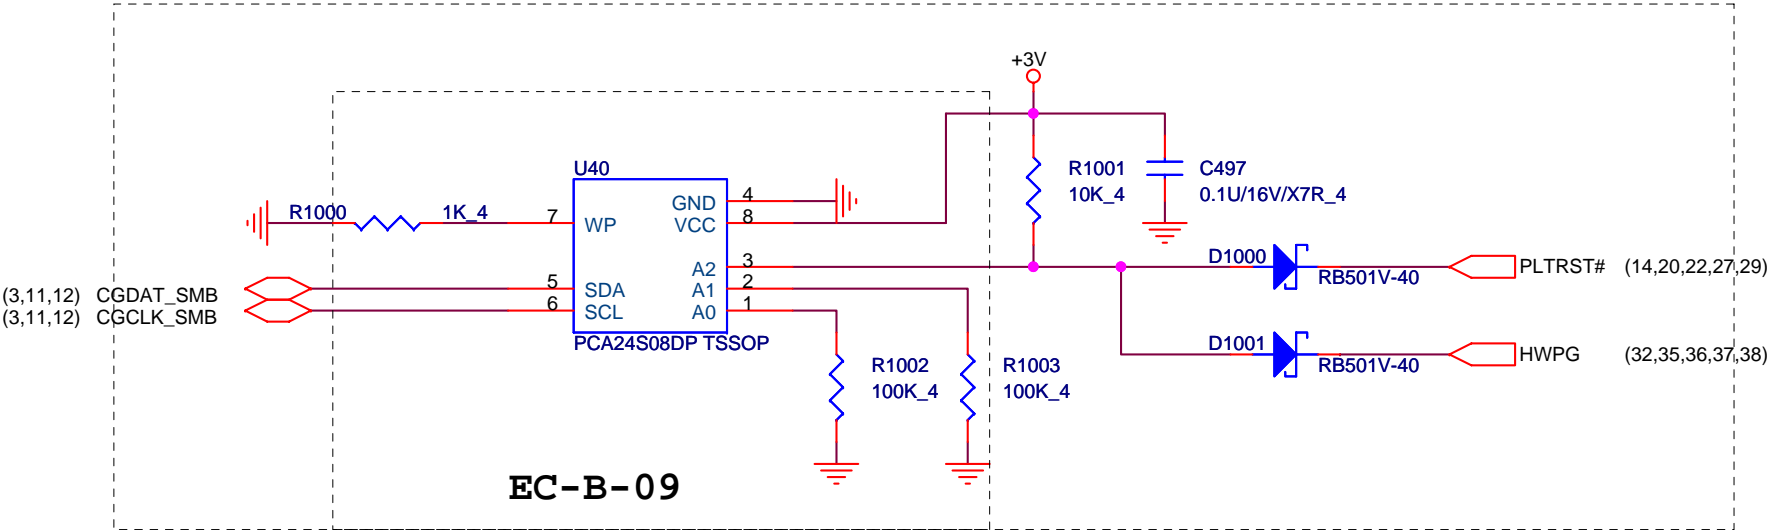 +3V
U40
R1001
10K_4
C497
0.1U/16V/X7R_4
R1000
1K_4
7
WP
GND
4
VCC
8
A2
3
A1
2
A0
1
5
SDA
6
SCL
PCA24S08DP TSSOP
(3,11,12) CGDAT_SMB
(3,11,12) CGCLK_SMB
D1000
RB501V-40
PLTRST# (14,20,22,27,29)
D1001
RB501V-40
HWPG (32,35,36,37,38)
R1002
100K_4
R1003
100K_4
EC-B-09